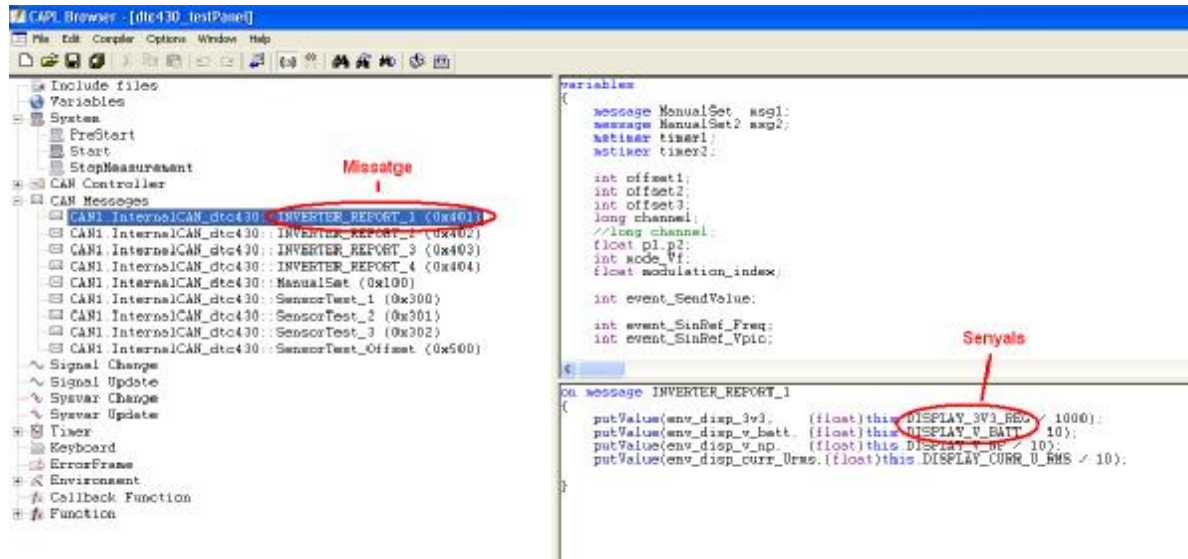 CAPL Browser - [dtc430_testPanel]
File Edit Compiler Options Window Help
Include files
Variables
System
PreStart
Start
StopMeasurement
Missatge
CAN Controller
CAN Messages
CAN1.InternalCAN_dtc430::INVERTER_REPORT_1 (0x401)
CAN1.InternalCAN_dtc430::INVERTER_REPORT_2 (0x402)
CAN1.InternalCAN_dtc430::INVERTER_REPORT_3 (0x403)
CAN1.InternalCAN_dtc430::INVERTER_REPORT_4 (0x404)
CAN1.InternalCAN_dtc430::ManualSet (0x100)
CAN1.InternalCAN_dtc430::SensorTest_1 (0x300)
CAN1.InternalCAN_dtc430::SensorTest_2 (0x301)
CAN1.InternalCAN_dtc430::SensorTest_3 (0x302)
CAN1.InternalCAN_dtc430::SensorTest_Offset (0x500)
Signal Change
Signal Update
Sysvar Change
Sysvar Update
Timer
Keyboard
ErrorFrame
Environment
Callback Function
Function
variables
{
message ManualSet msg1;
message ManualSet2 msg2;
mstimer timer1;
mstimer timer2;
int offset1;
int offset2;
int offset3;
long channel;
//long channel;
float p1,p2;
int mode_Vf;
float modulation_index;
int event_SendValue;
int event_SinRef_Freq;
int event_SinRef_Vpic;
Senyals
on message INVERTER_REPORT_1
{
putValue(env_disp_3v3, (float)this.DISPLAY_3V3_REG / 1000);
putValue(env_disp_v_batt, (float)this.DISPLAY_V_BATT / 10);
putValue(env_disp_v_np, (float)this.DISPLAY_V_NP / 10);
putValue(env_disp_curr_Urms,(float)this.DISPLAY_CURR_U_RMS / 10);
}